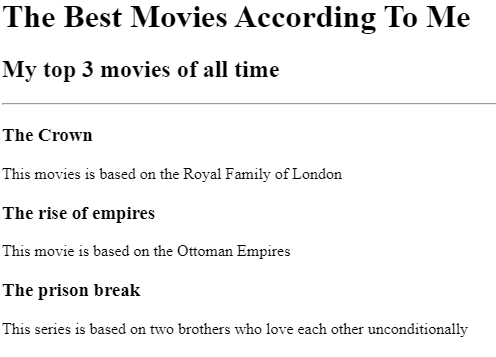 The Best Movies According To Me
My top 3 movies of all time
The Crown
This movies is based on the Royal Family of London
The rise of empires
This movie is based on the Ottoman Empires
The prison break
This series is based on two brothers who love each other unconditionally